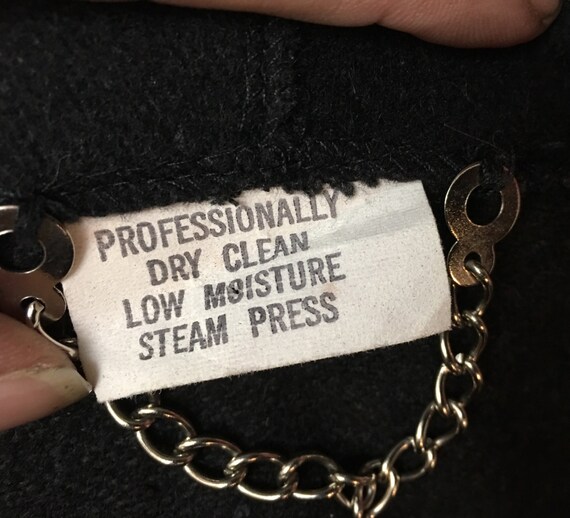 PROFESSIONALLY
DRY CLEAN
LOW MOISTURE
STEAM PRESS